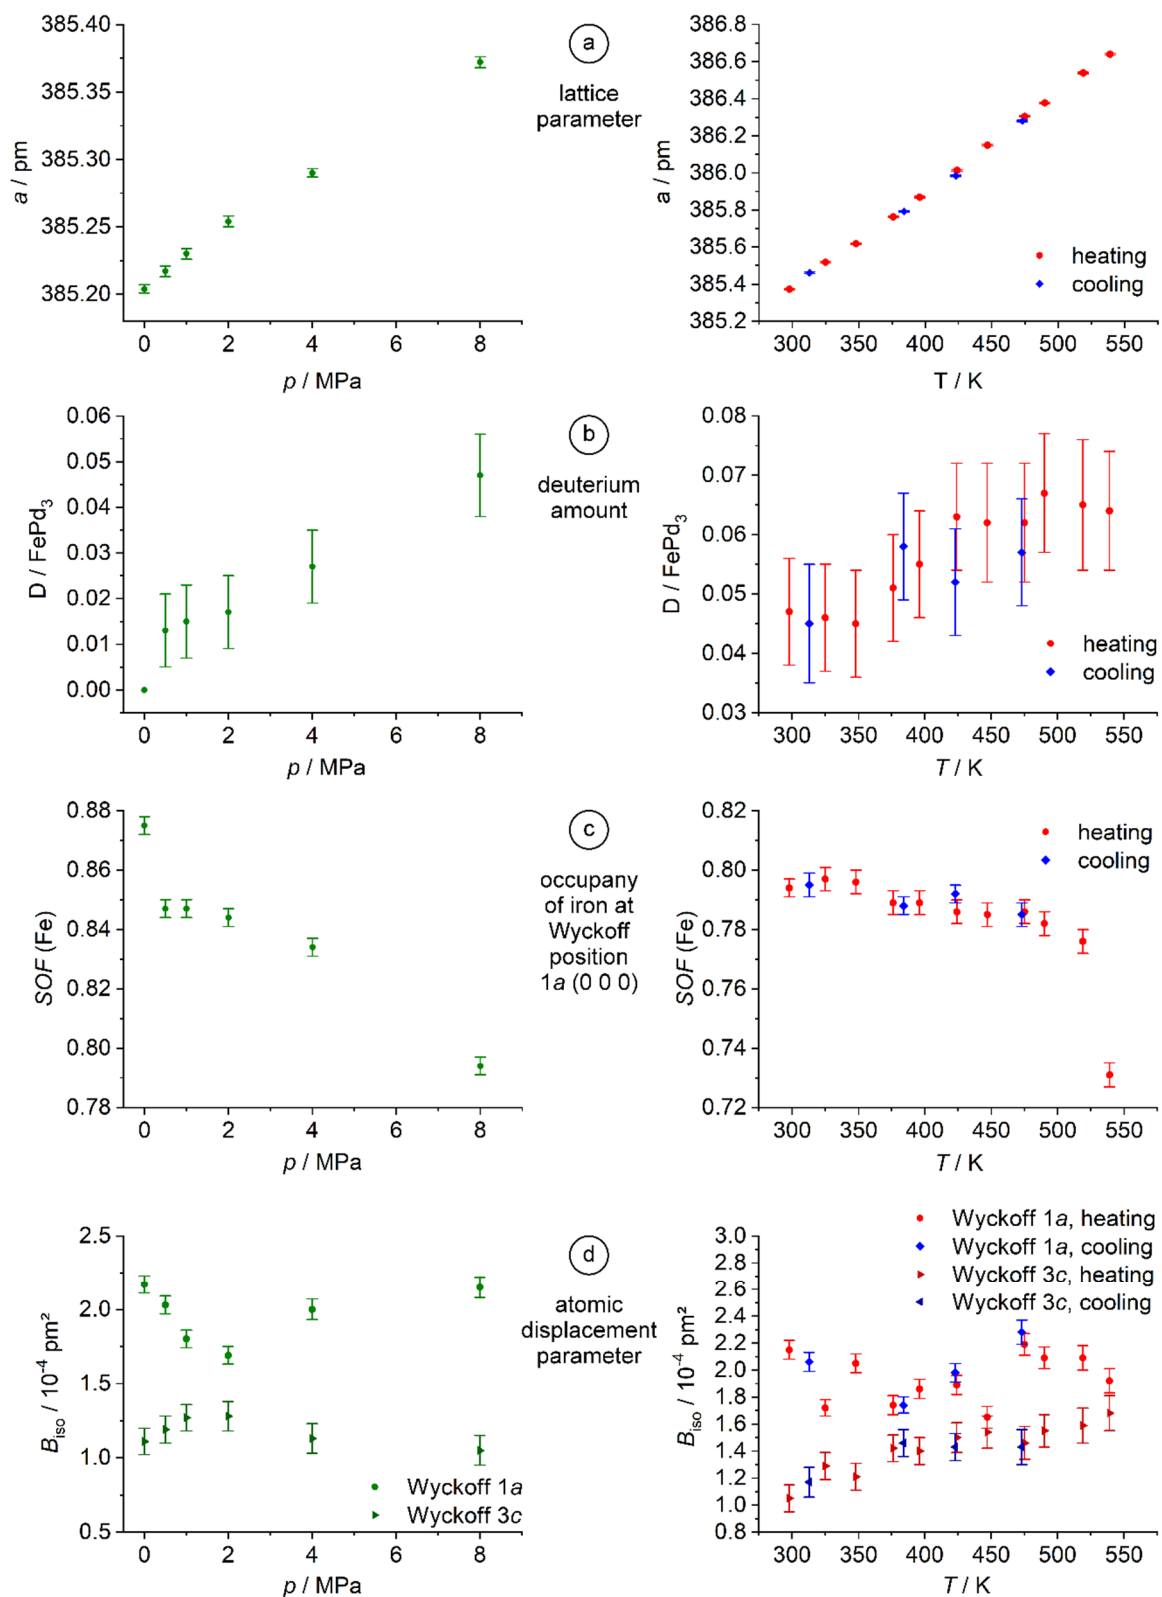 385.40
385.35
385.30
385.25
385.20
a / pm
0 2 4 6 8
p / MPa
a
lattice
parameter
386.8
386.6
386.4
386.2
386.0
385.8
385.6
385.4
385.2
a / pm
heating
cooling
300 350 400 450 500 550
T / K
0.06
0.05
0.04
0.03
0.02
0.01
0.00
D / FePd₃
0 2 4 6 8
p / MPa
b
deuterium
amount
0.08
0.07
0.06
0.05
0.04
0.03
D / FePd₃
heating
cooling
300 350 400 450 500 550
T / K
0.88
0.86
0.84
0.82
0.80
0.78
SOF (Fe)
0 2 4 6 8
p / MPa
c
occupany
of iron at
Wyckoff
position
1a (0 0 0)
0.82
0.80
0.78
0.76
0.74
0.72
SOF (Fe)
heating
cooling
300 350 400 450 500 550
T / K
2.5
2.0
1.5
1.0
0.5
B_iso / 10⁻⁴ pm²
Wyckoff 1a
Wyckoff 3c
0 2 4 6 8
p / MPa
d
atomic
displacement
parameter
Wyckoff 1a, heating
Wyckoff 1a, cooling
Wyckoff 3c, heating
Wyckoff 3c, cooling
3.0
2.8
2.6
2.4
2.2
2.0
1.8
1.6
1.4
1.2
1.0
0.8
B_iso / 10⁻⁴ pm²
300 350 400 450 500 550
T / K